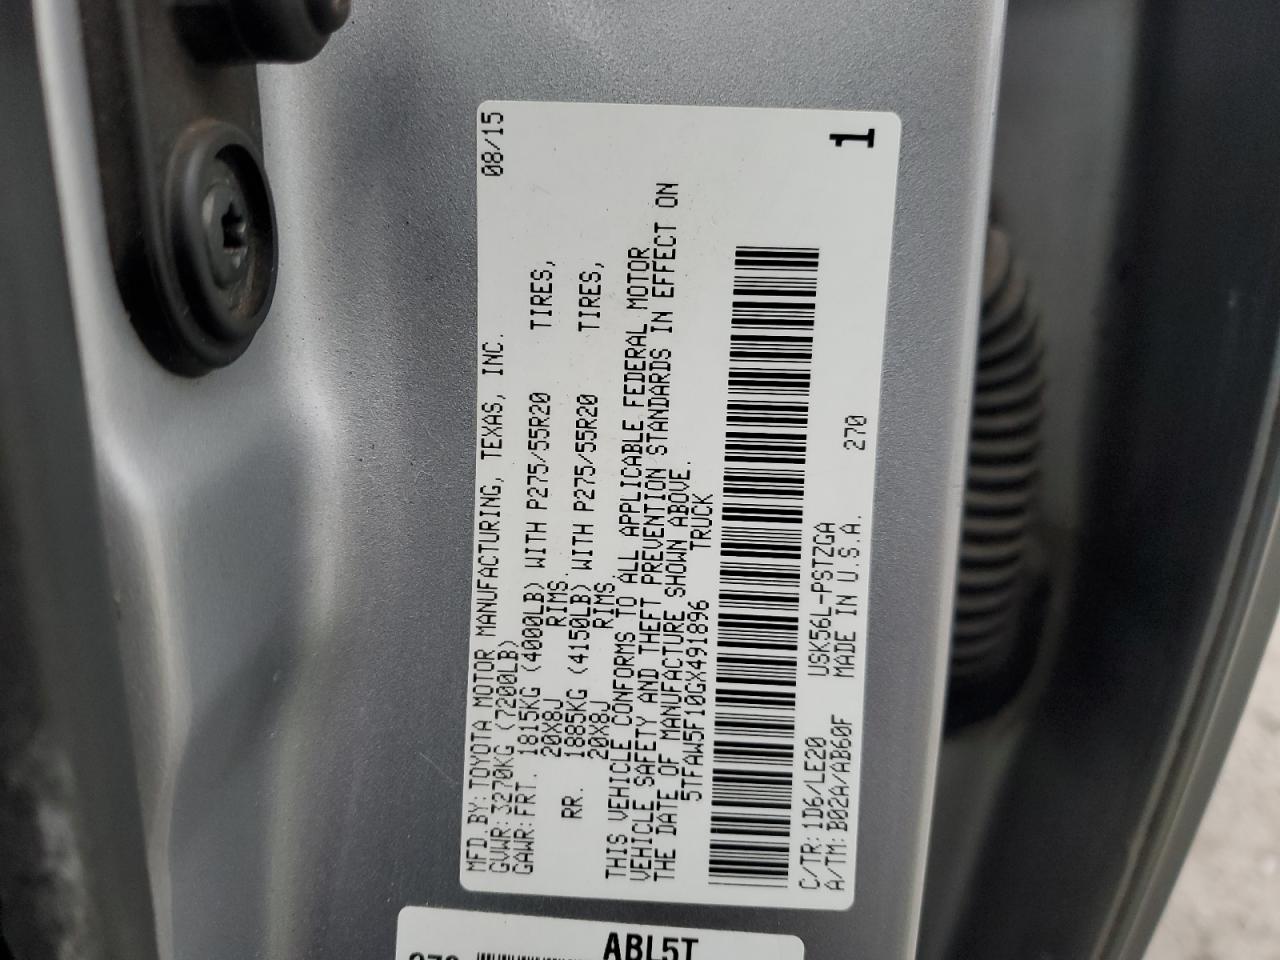 MFD.BY:TOYOTA MOTOR MANUFACTURING, TEXAS, INC. 08/15
GVWR:3270KG (7200LB)
GAWR:FRT. 1815KG (4000LB) WITH P275/55R20 TIRES,
20X8J RIMS.
RR. 1885KG (4150LB) WITH P275/55R20 TIRES,
20X8J RIMS.
THIS VEHICLE CONFORMS TO ALL APPLICABLE FEDERAL MOTOR
VEHICLE SAFETY AND THEFT PREVENTION STANDARDS IN EFFECT ON
THE DATE OF MANUFACTURE SHOWN ABOVE.
5TFAW5F10GX491896 TRUCK
C/TR:1D6/LE20 USK56L-PSTZGA
A/TM:B02A/AB60F MADE IN U.S.A. 270
1
ABL5T